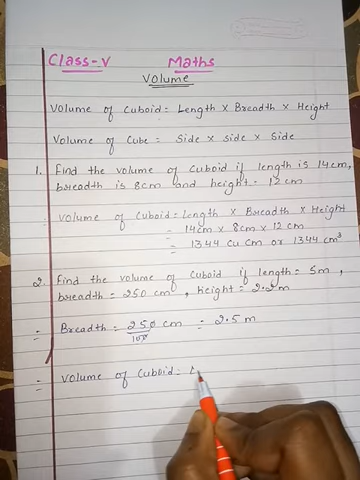 Class-V Maths
Volume
Volume of Cuboid = Length × Breadth × Height
Volume of Cube = Side × Side × Side
1. Find the volume of Cuboid if length is 14cm,
breadth is 8cm and height = 12cm
= Volume of Cuboid = Length × Breadth × Height
= 14cm × 8cm × 12 cm
= 1344 Cu Cm or 1344 cm³
2. Find the volume of Cuboid if length = 5m,
breadth = 250 cm, height = 2.2m
= Breadth = 250/100 cm = 2.5 m
= Volume of Cuboid =